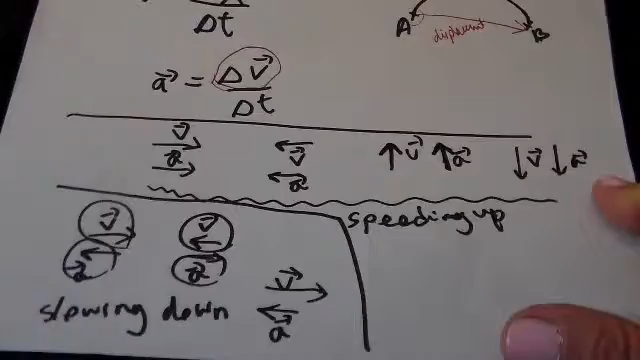 Δt
A displacement B
a⃗ = Δv⃗
Δt
v⃗ v⃗ ↑v⃗ ↑a⃗ ↓v⃗ ↓a⃗
a⃗ a⃗
speeding up
v⃗ v⃗
a⃗ a⃗ v⃗
slowing down a⃗